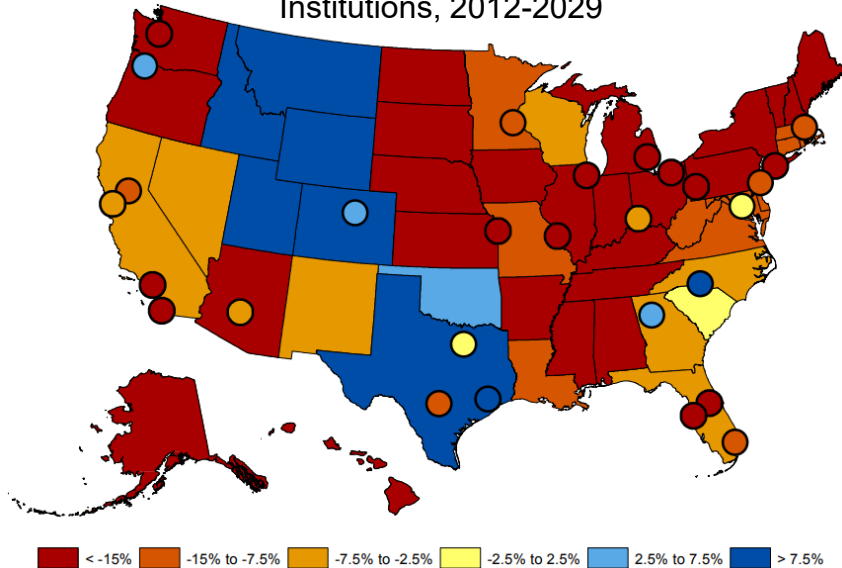 Institutions, 2012-2029
< -15% -15% to -7.5% -7.5% to -2.5% -2.5% to 2.5% 2.5% to 7.5% > 7.5%